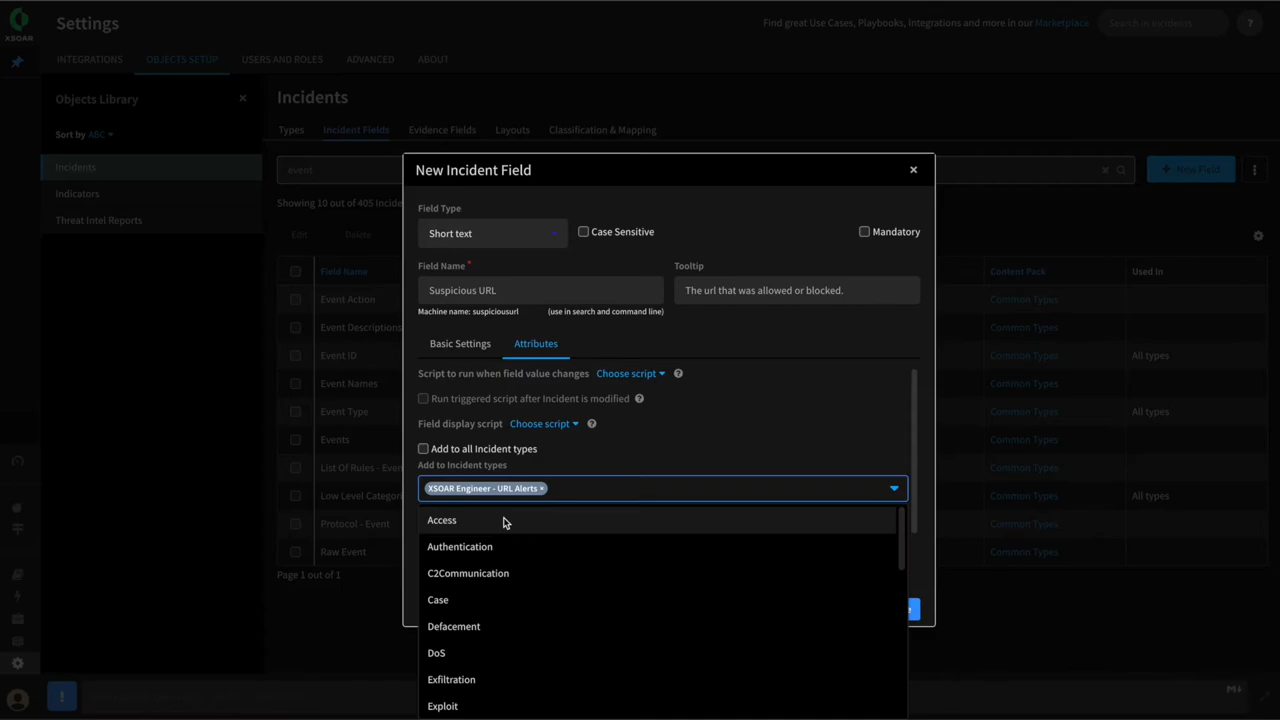 XSOAR
Settings
Find great Use Cases, Playbooks, integrations and more in our Marketplace.
Search in Incidents
?
INTEGRATIONS
OBJECTS SETUP
USERS AND ROLES
ADVANCED
ABOUT
Objects Library
×
Sort by ABC
Incidents
Indicators
Threat Intel Reports
Incidents
Types
Incident Fields
Evidence Fields
Layouts
Classification & Mapping
event
+ New Field
Showing 10 out of 405 Incide
Edit
Delete
Field Name
Content Pack
Used In
Event Action
Common Types
Event Descriptions
Common Types
Event ID
Common Types
All types
Event Names
Common Types
Event Type
Common Types
All types
Events
Common Types
List Of Rules - Even
Common Types
Low Level Categori
Common Types
All types
Protocol - Event
Common Types
Raw Event
Common Types
Page 1 out of 1
New Incident Field
×
Field Type
Short text
Case Sensitive
Mandatory
Field Name *
Tooltip
Suspicious URL
The url that was allowed or blocked.
Machine name: suspiciousurl (use in search and command line)
Basic Settings
Attributes
Script to run when field value changes Choose script ?
Run triggered script after Incident is modified ?
Field display script Choose script ?
Add to all Incident types
Add to Incident types
XSOAR Engineer - URL Alerts ×
Access
Authentication
C2Communication
Case
Defacement
DoS
Exfiltration
Exploit
!
M↓